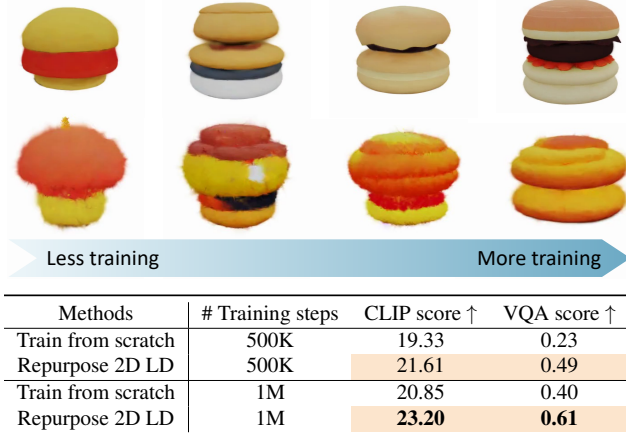 Less training More training
Methods # Training steps CLIP score ↑ VQA score ↑
Train from scratch 500K 19.33 0.23
Repurpose 2D LD 500K 21.61 0.49
Train from scratch 1M 20.85 0.40
Repurpose 2D LD 1M 23.20 0.61